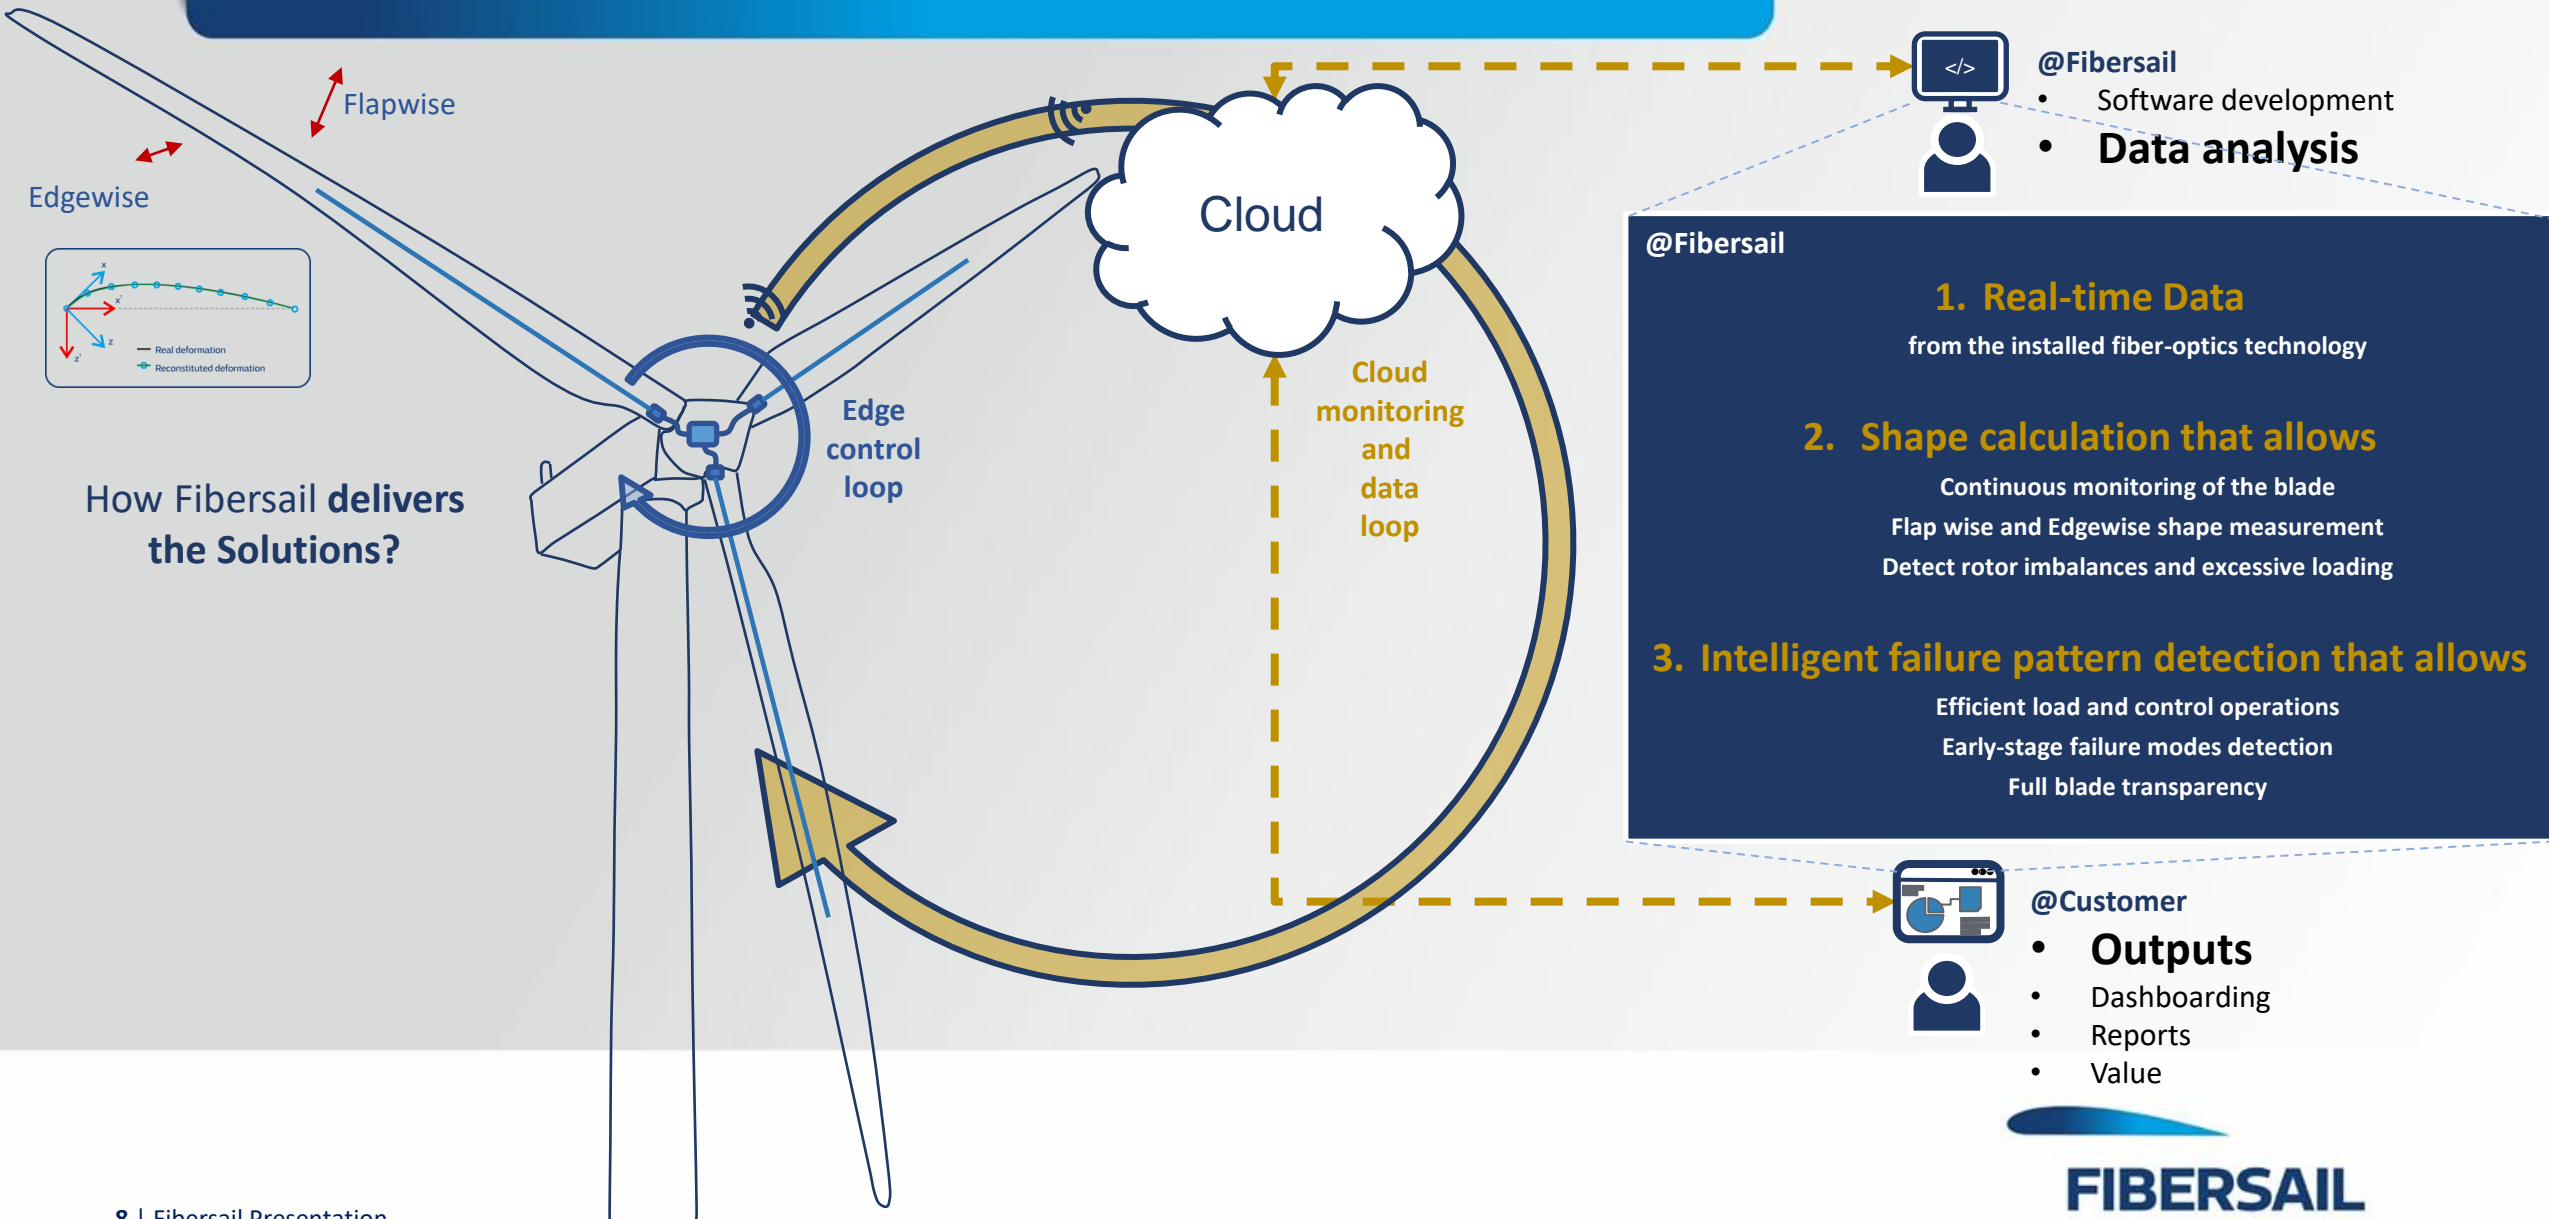 Flapwise
Edgewise
x
x'
z
z'
Real deformation
Reconstituted deformation
How Fibersail delivers
the Solutions?
Edge
control
loop
Cloud
Cloud
monitoring
and
data
loop
</>
@Fibersail
• Software development
• Data analysis
@Fibersail
1. Real-time Data
from the installed fiber-optics technology
2. Shape calculation that allows
Continuous monitoring of the blade
Flap wise and Edgewise shape measurement
Detect rotor imbalances and excessive loading
3. Intelligent failure pattern detection that allows
Efficient load and control operations
Early-stage failure modes detection
Full blade transparency
@Customer
• Outputs
• Dashboarding
• Reports
• Value
FIBERSAIL
8 | Fibersail Presentation